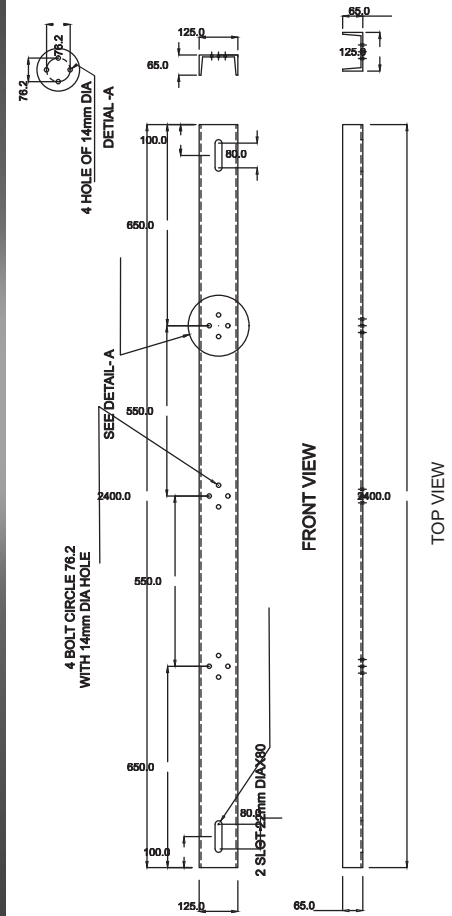 125.0
65.0
65.0
125.0
76.2
76.2
4 HOLE OF 14mm DIA
DETIAL -A
100.0
80.0
650.0
SEE DETAIL- A
550.0
2400.0
4 BOLT CIRCLE 76.2
WITH 14mm DIA HOLE
550.0
650.0
80.0
2 SLOT-22mm DIAX80
100.0
125.0
FRONT VIEW
2400.0
TOP VIEW
65.0